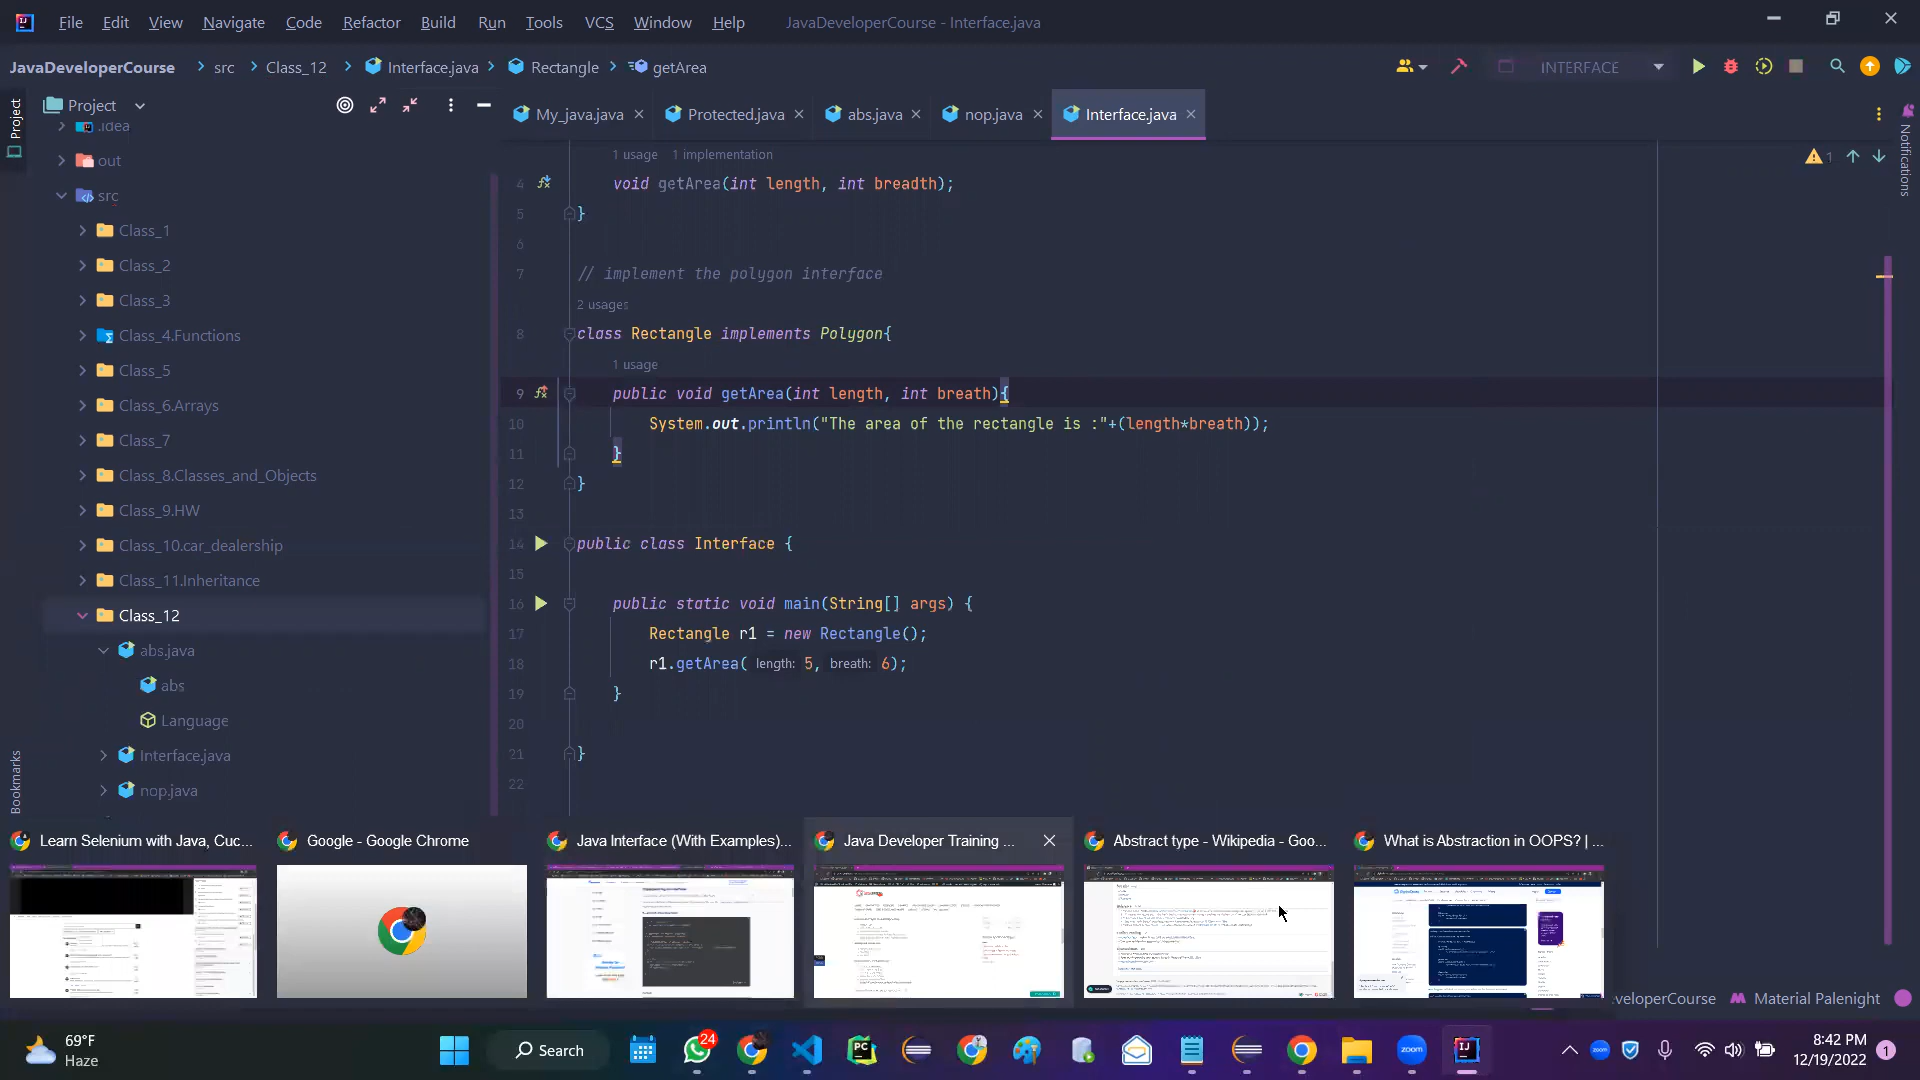 File Edit View Navigate Code Refactor Build Run Tools VCS Window Help JavaDeveloperCourse - Interface.java
JavaDeveloperCourse src Class_12 Interface.java Rectangle getArea INTERFACE
Project
Project
My_java.java Protected.java abs.java nop.java Interface.java
Notifications
.idea
out
src
Class_1
Class_2
Class_3
Class_4.Functions
Class_5
Class_6.Arrays
Class_7
Class_8.Classes_and_Objects
Class_9.HW
Class_10.car_dealership
Class_11.Inheritance
Class_12
abs.java
abs
Language
Interface.java
nop.java
Bookmarks
1 usage 1 implementation
1
4 void getArea(int length, int breadth);
5 }
6
7 // implement the polygon interface
2 usages
8 class Rectangle implements Polygon{
1 usage
9 public void getArea(int length, int breath){
10 System.out.println("The area of the rectangle is :"+(length*breath));
11 }
12 }
13
14 public class Interface {
15
16 public static void main(String[] args) {
17 Rectangle r1 = new Rectangle();
18 r1.getArea( length: 5, breath: 6);
19 }
20
21 }
22
Learn Selenium with Java, Cuc... Google - Google Chrome Java Interface (With Examples)... Java Developer Training ... Abstract type - Wikipedia - Goo... What is Abstraction in OOPS? | ...
veloperCourse Material Palenight
69°F
Haze
Search
24
zoom
zoom
8:42 PM
12/19/2022
1